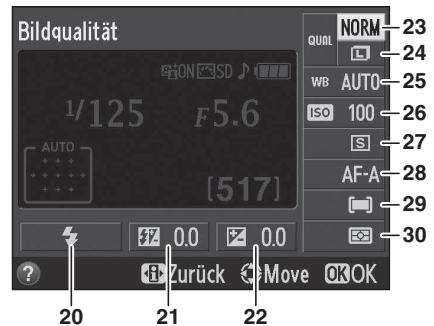 Bildqualität
QUAL NORM 23
L 24
ON SD
WB AUTO 25
1/125 F5.6
ISO 100 26
S 27
AUTO
AF-A 28
[517]
29
30
0.0 0.0
? Zurück Move OK OK
20 21 22